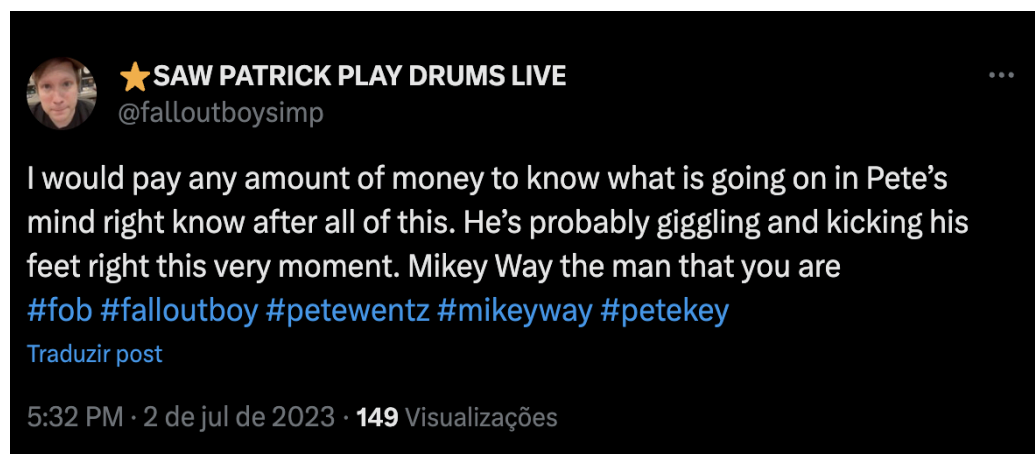 ⭐SAW PATRICK PLAY DRUMS LIVE
@falloutboysimp
I would pay any amount of money to know what is going on in Pete’s
mind right know after all of this. He’s probably giggling and kicking his
feet right this very moment. Mikey Way the man that you are
#fob #falloutboy #petewentz #mikeyway #petekey
Traduzir post
5:32 PM · 2 de jul de 2023 · 149 Visualizações